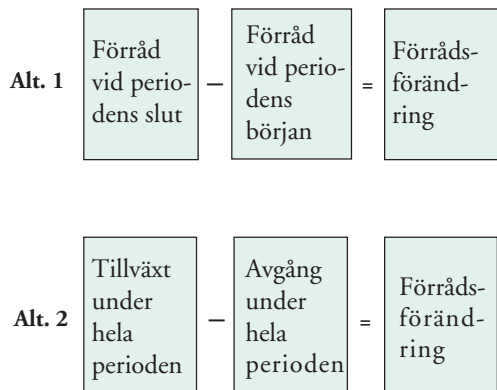 Alt. 1
Förråd
vid perio-
dens slut
–
Förråd
vid perio-
dens
början
=
Förråds-
föränd-
ring
Alt. 2
Tillväxt
under
hela
perioden
–
Avgång
under
hela
perioden
=
Förråds-
föränd-
ring